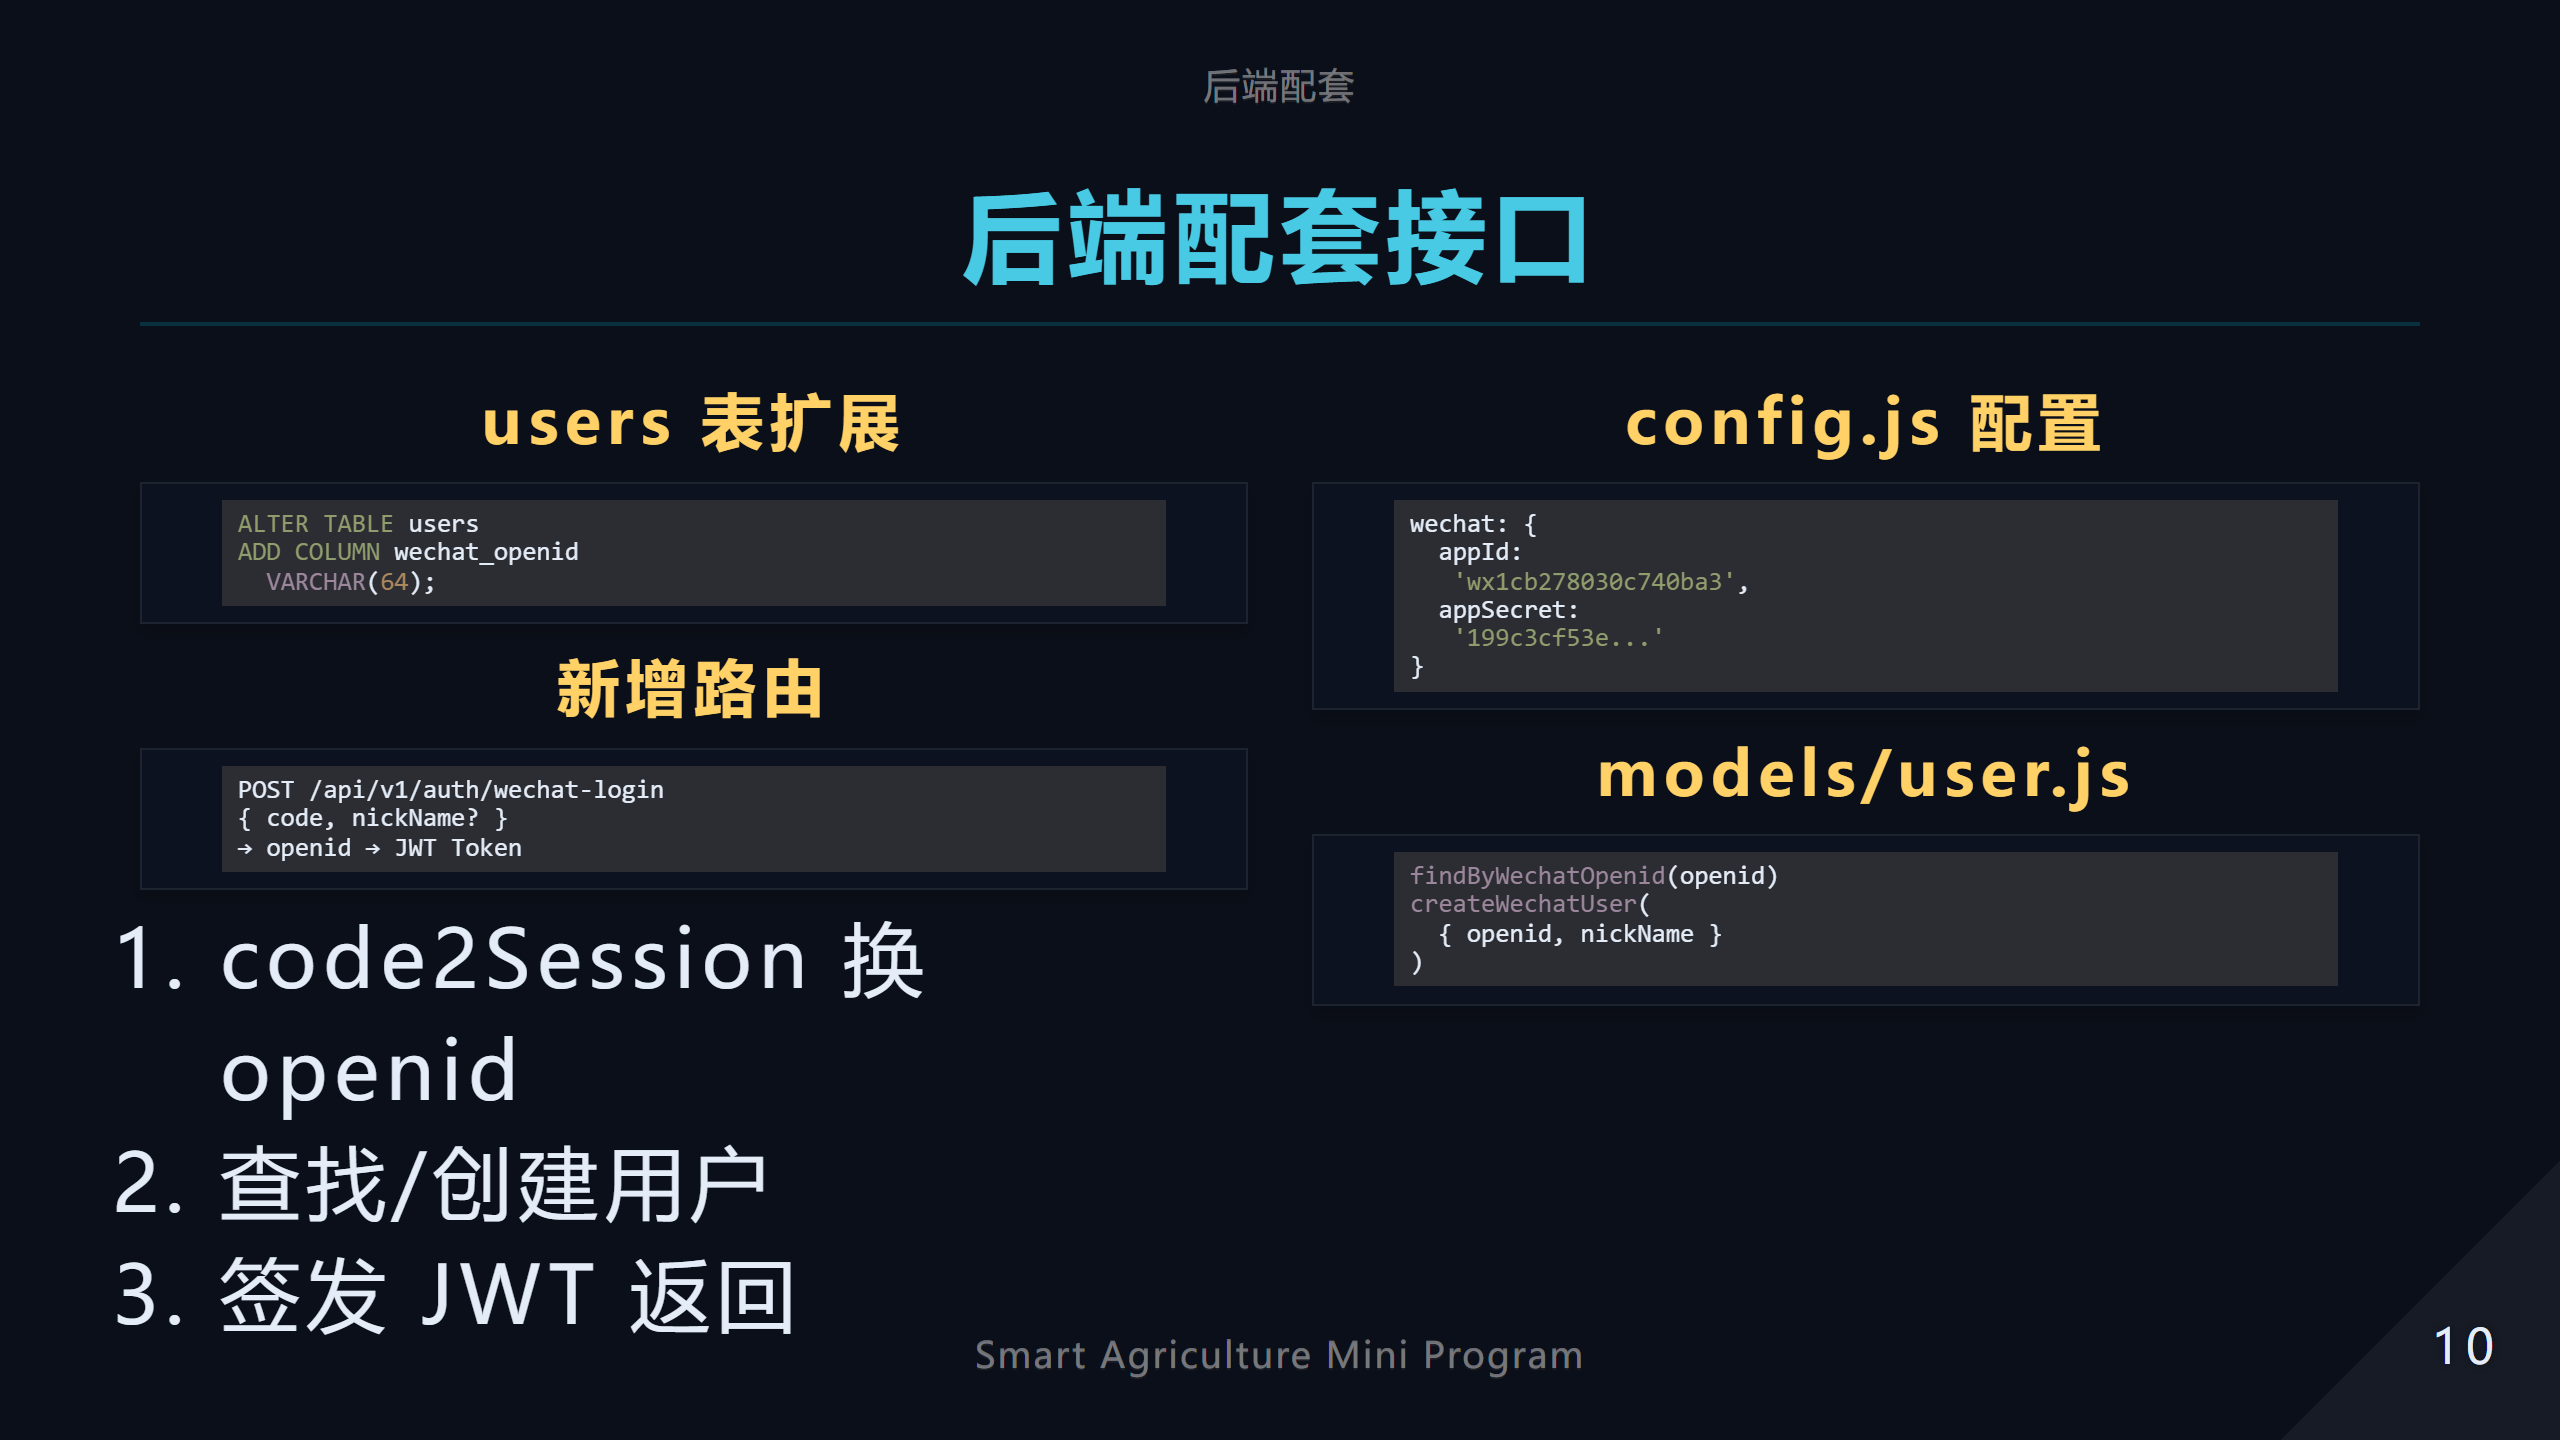 后端配套
后端配套接口
users 表扩展
ALTER TABLE users
ADD COLUMN wechat_openid
  VARCHAR(64);
新增路由
POST /api/v1/auth/wechat-login
{ code, nickName? }
→ openid → JWT Token
1. code2Session 换
openid
2. 查找/创建用户
3. 签发 JWT 返回
config.js 配置
wechat: {
  appId:
   'wx1cb278030c740ba3',
  appSecret:
   '199c3cf53e...'
}
models/user.js
findByWechatOpenid(openid)
createWechatUser(
  { openid, nickName }
)
Smart Agriculture Mini Program
10